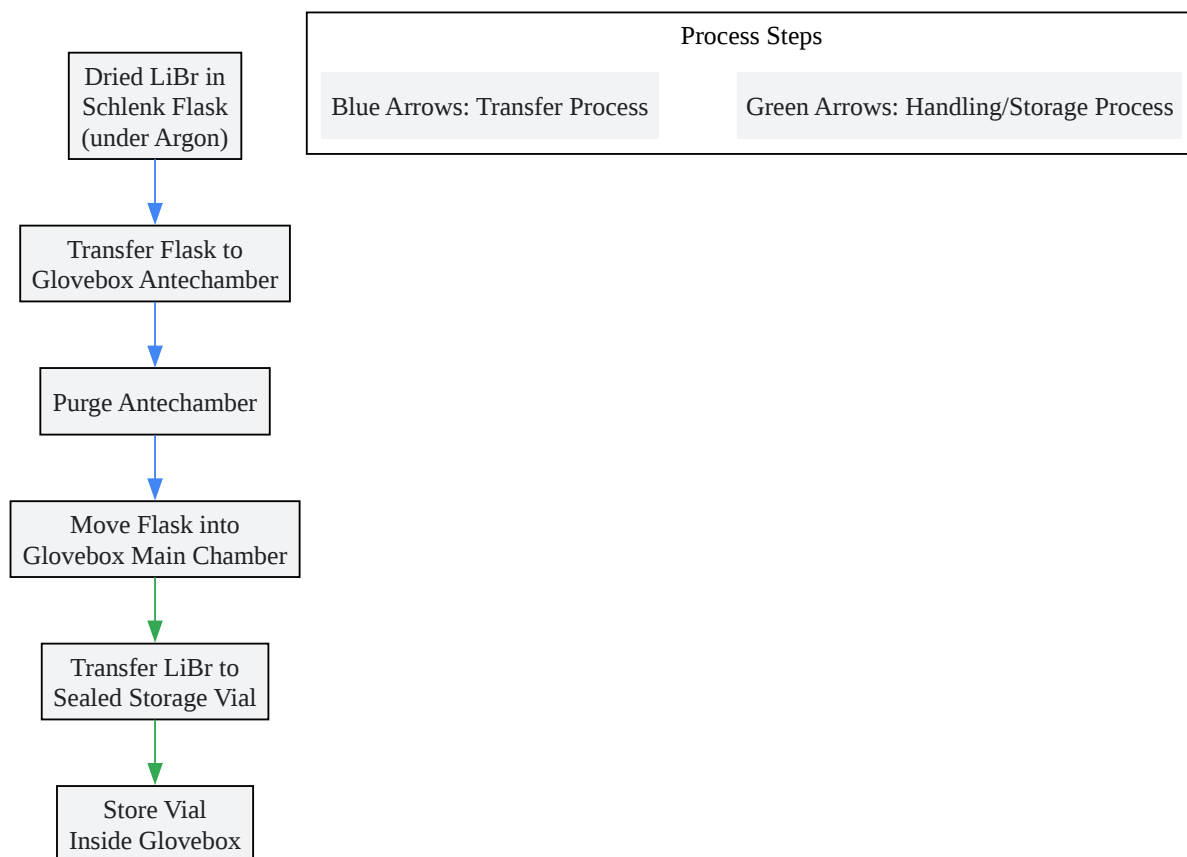 Process Steps
Blue Arrows: Transfer Process
Green Arrows: Handling/Storage Process
Dried LiBr in
Schlenk Flask
(under Argon)
Transfer Flask to
Glovebox Antechamber
Purge Antechamber
Move Flask into
Glovebox Main Chamber
Transfer LiBr to
Sealed Storage Vial
Store Vial
Inside Glovebox